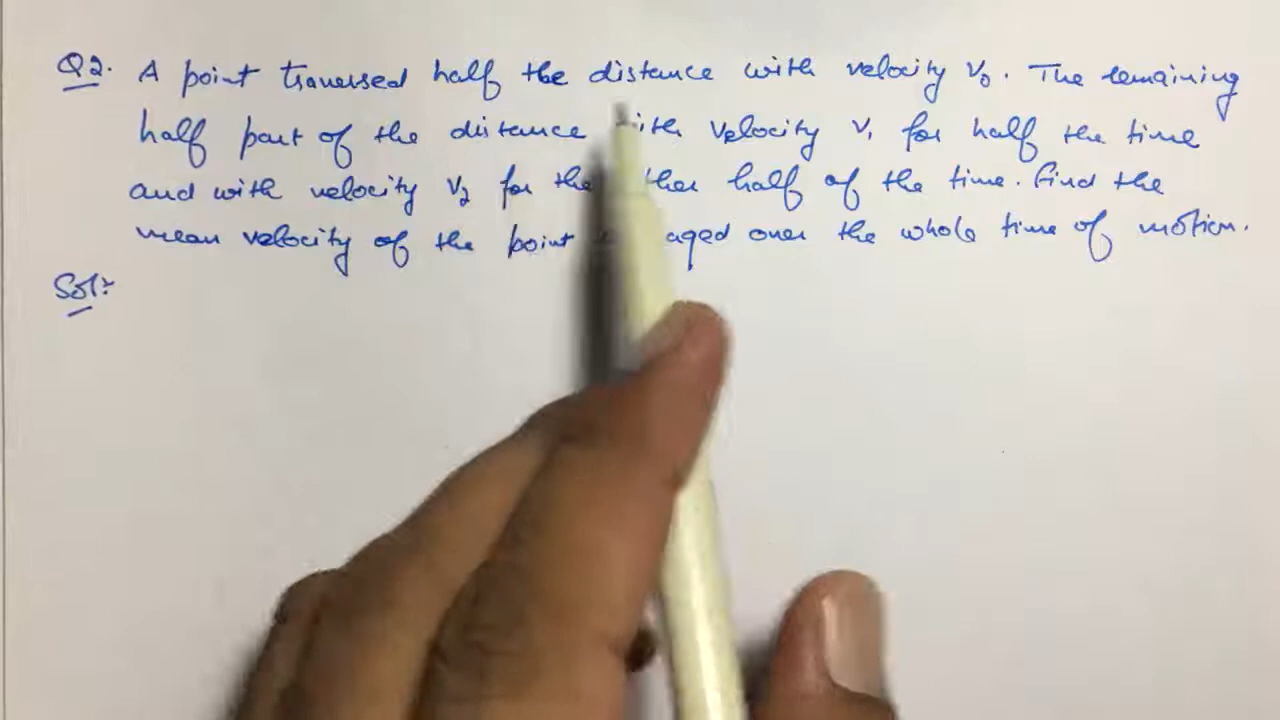 Q2. A point traversed half the distance with velocity v₀. The remaining
half part of the distance with velocity v₁ for half the time
and with velocity v₂ for the other half of the time. Find the
mean velocity of the point over the whole time of motion.
Sol: